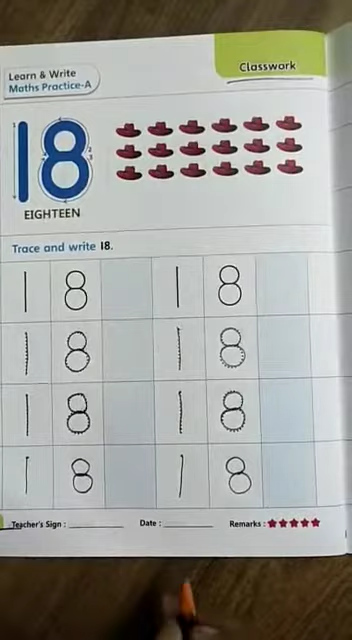 Classwork
Learn & Write
Maths Practice-A
18
EIGHTEEN
Trace and write 18.
1 8 1 8
1 8 1 8
1 8 1 8
1 8 1 8
Teacher's Sign : Date : Remarks :